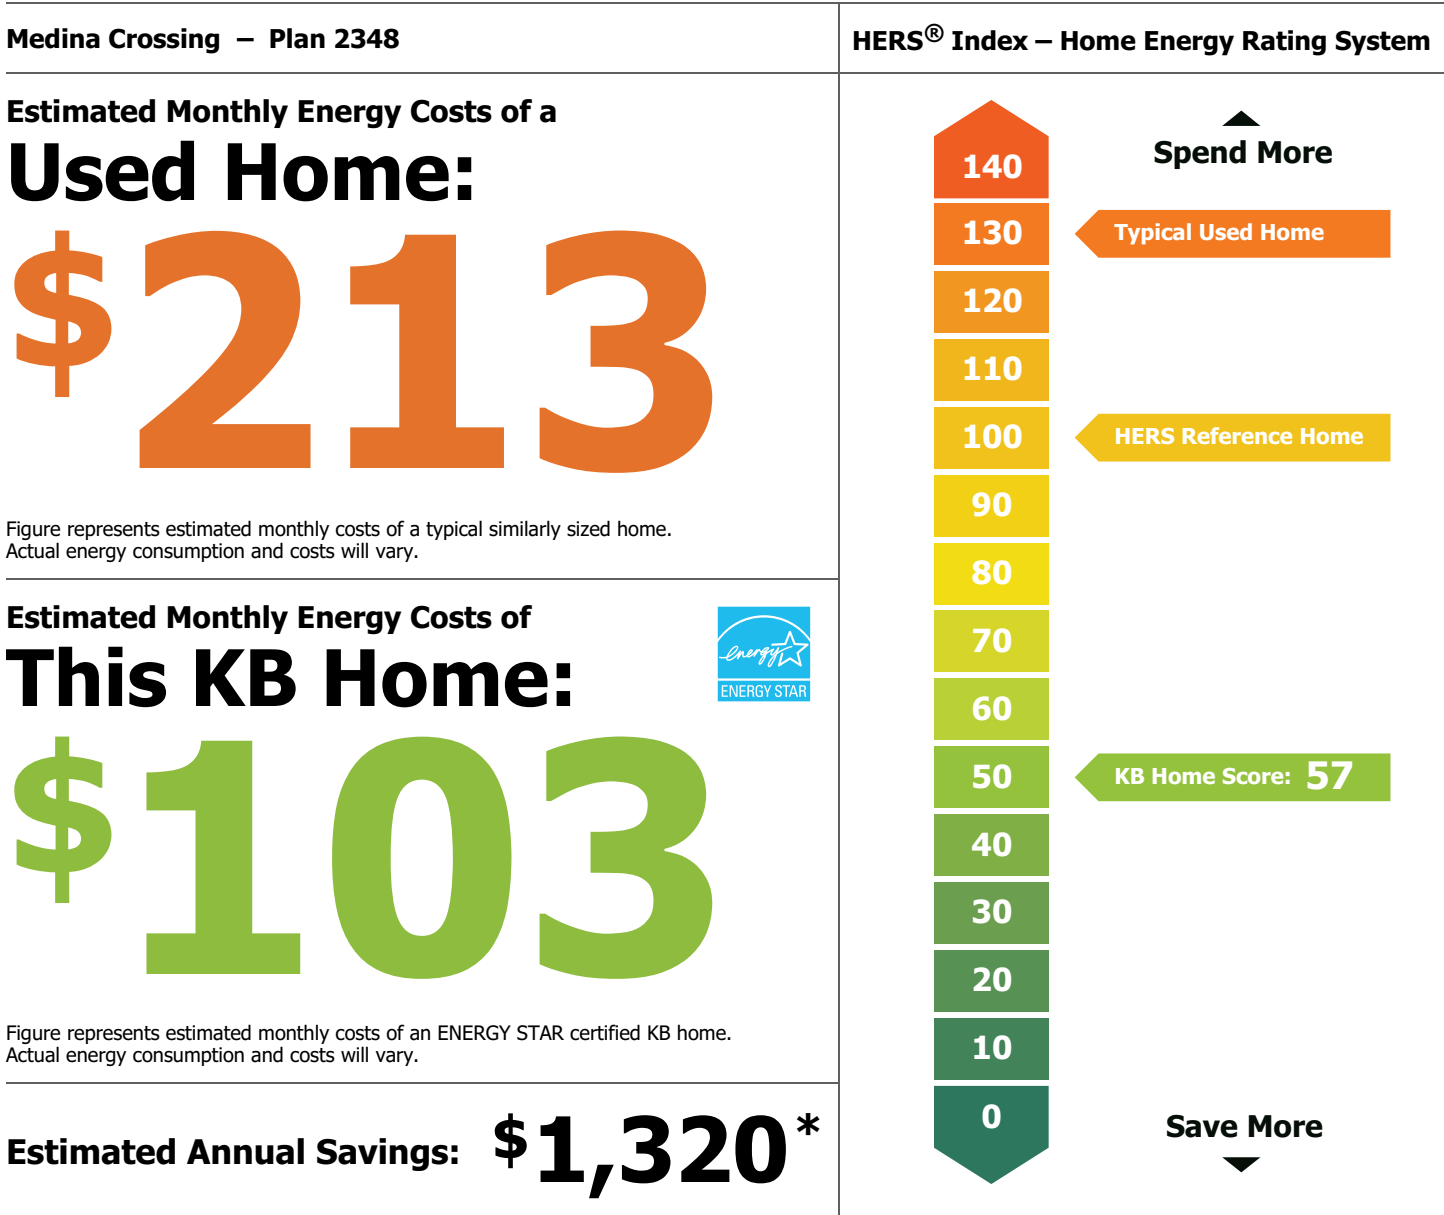 Medina Crossing – Plan 2348
Estimated Monthly Energy Costs of a
Used Home:
$213
Figure represents estimated monthly costs of a typical similarly sized home.
Actual energy consumption and costs will vary.
Estimated Monthly Energy Costs of
This KB Home:
energy
ENERGY STAR
$103
Figure represents estimated monthly costs of an ENERGY STAR certified KB home.
Actual energy consumption and costs will vary.
Estimated Annual Savings: $1,320*
HERS® Index – Home Energy Rating System
Spend More
140
130 Typical Used Home
120
110
100 HERS Reference Home
90
80
70
60
50 KB Home Score: 57
40
30
20
10
0
Save More